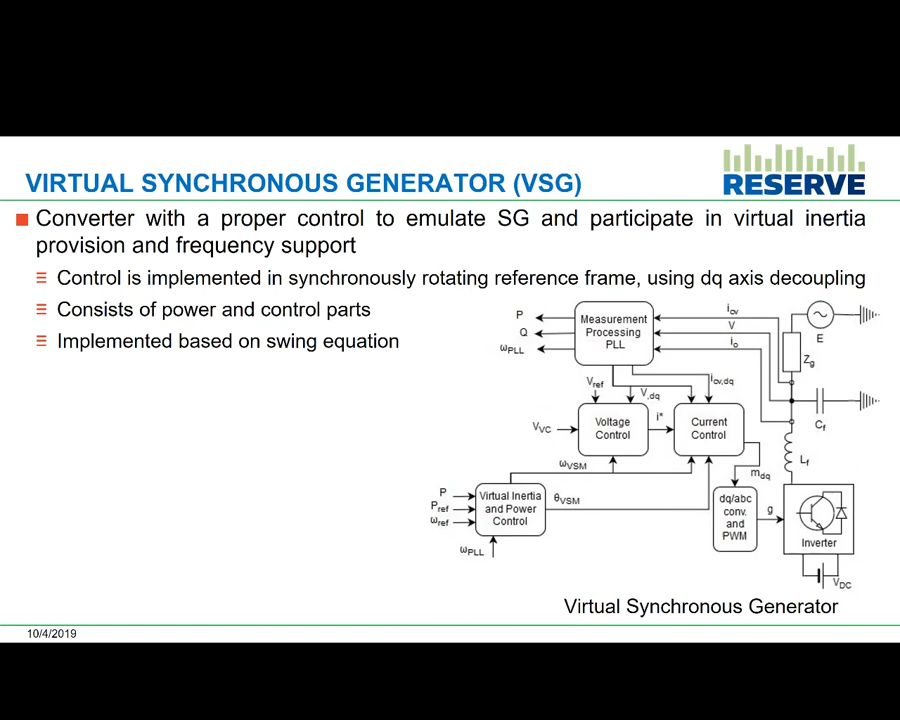 VIRTUAL SYNCHRONOUS GENERATOR (VSG)
RESERVE
Converter with a proper control to emulate SG and participate in virtual inertia
provision and frequency support
Control is implemented in synchronously rotating reference frame, using dq axis decoupling
Consists of power and control parts
Implemented based on swing equation
P
Q
ωPLL
Measurement
Processing
PLL
icv
V
io
E
Zg
Cf
Lf
Vref
V,dq
icv,dq
VVC
Voltage
Control
i*
Current
Control
ωVSM
mdq
P
Pref
ωref
ωPLL
Virtual Inertia
and Power
Control
θVSM
dq/abc
conv.
and
PWM
g
Inverter
VDC
Virtual Synchronous Generator
10/4/2019